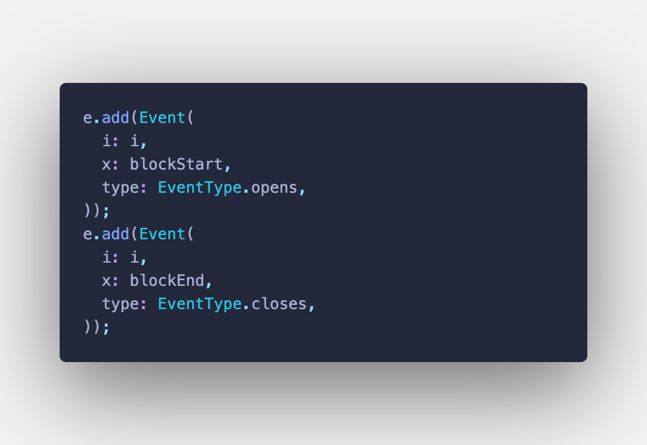 e.add(Event(
  i: i,
  x: blockStart,
  type: EventType.opens,
));
e.add(Event(
  i: i,
  x: blockEnd,
  type: EventType.closes,
));